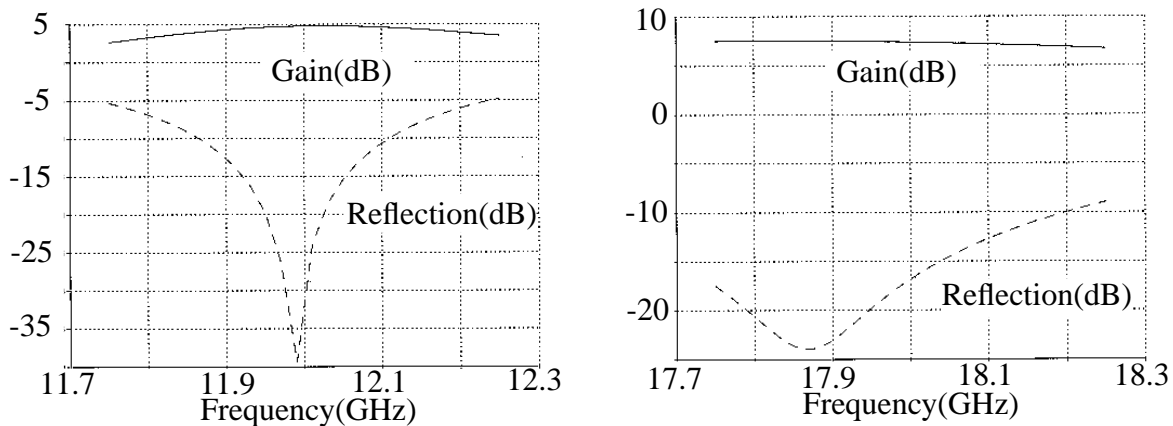 5
Gain(dB)
-5
-15
Reflection(dB)
-25
-35
11.7 11.9 12.1 12.3
Frequency(GHz)
10
Gain(dB)
0
-10
Reflection(dB)
-20
17.7 17.9 18.1 18.3
Frequency(GHz)